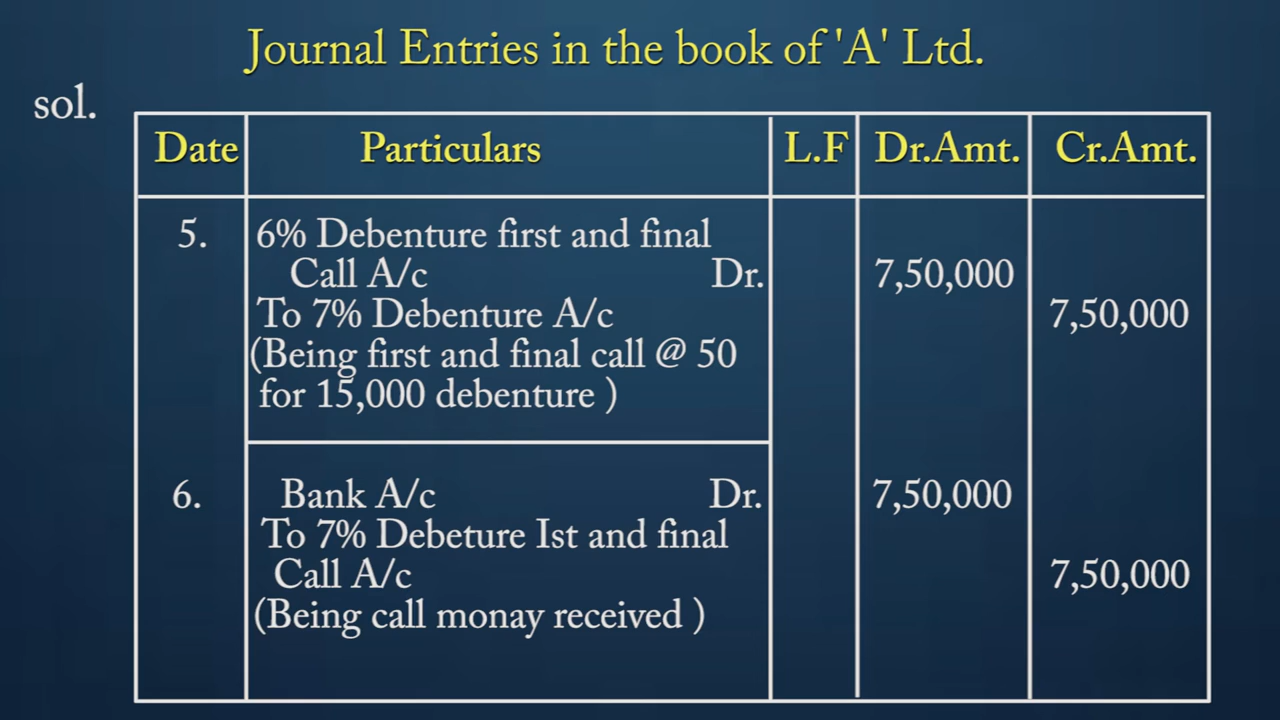 Journal Entries in the book of 'A' Ltd.
sol.
Date Particulars L.F Dr.Amt. Cr.Amt.
5. 6% Debenture first and final
Call A/c Dr. 7,50,000
To 7% Debenture A/c 7,50,000
(Being first and final call @ 50
for 15,000 debenture )
6. Bank A/c Dr. 7,50,000
To 7% Debeture Ist and final
Call A/c 7,50,000
(Being call monay received )